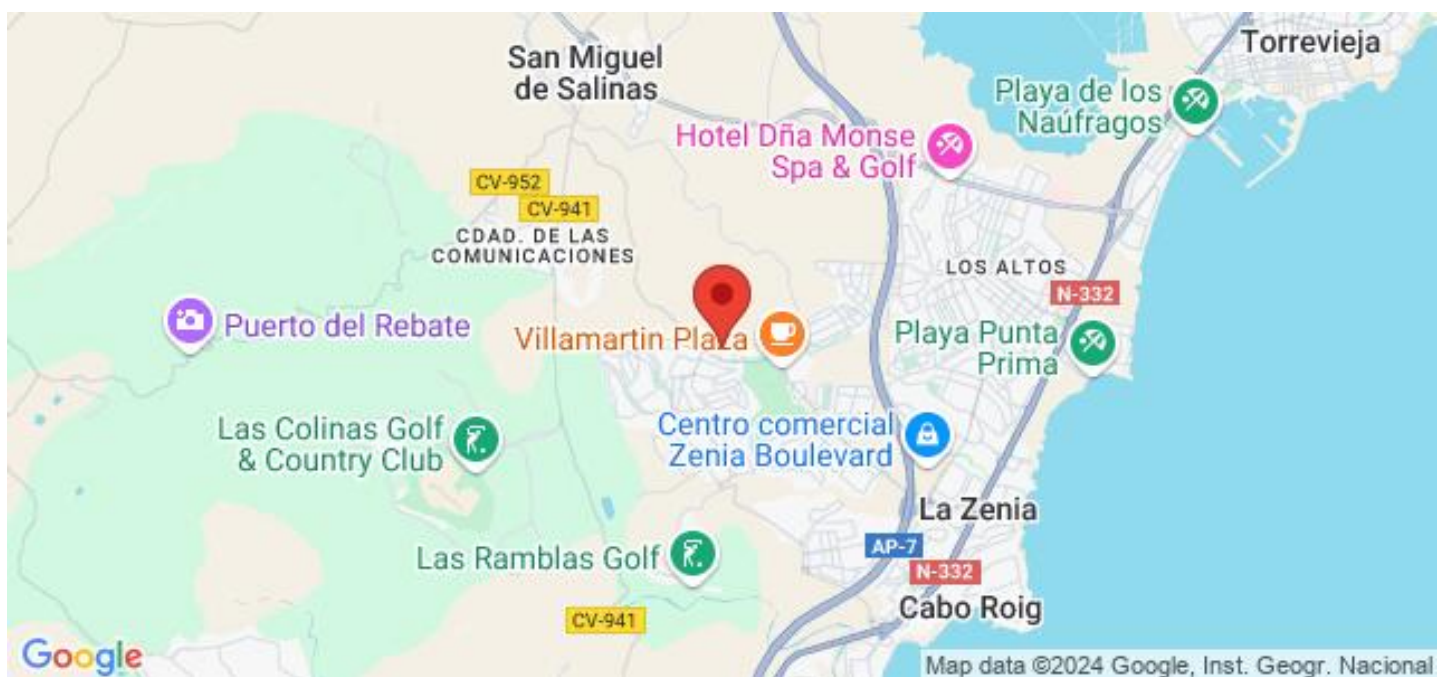 San Miguel
de Salinas
Torrevieja
Playa de los
Naúfragos
Hotel Dña Monse
Spa & Golf
CV-952
CV-941
CDAD. DE LAS
COMUNICACIONES
LOS ALTOS
N-332
Puerto del Rebate
Villamartin Plaza
Playa Punta
Prima
Las Colinas Golf
& Country Club
Centro comercial
Zenia Boulevard
La Zenia
AP-7
N-332
Las Ramblas Golf
Cabo Roig
CV-941
Google
Map data ©2024 Google, Inst. Geogr. Nacional